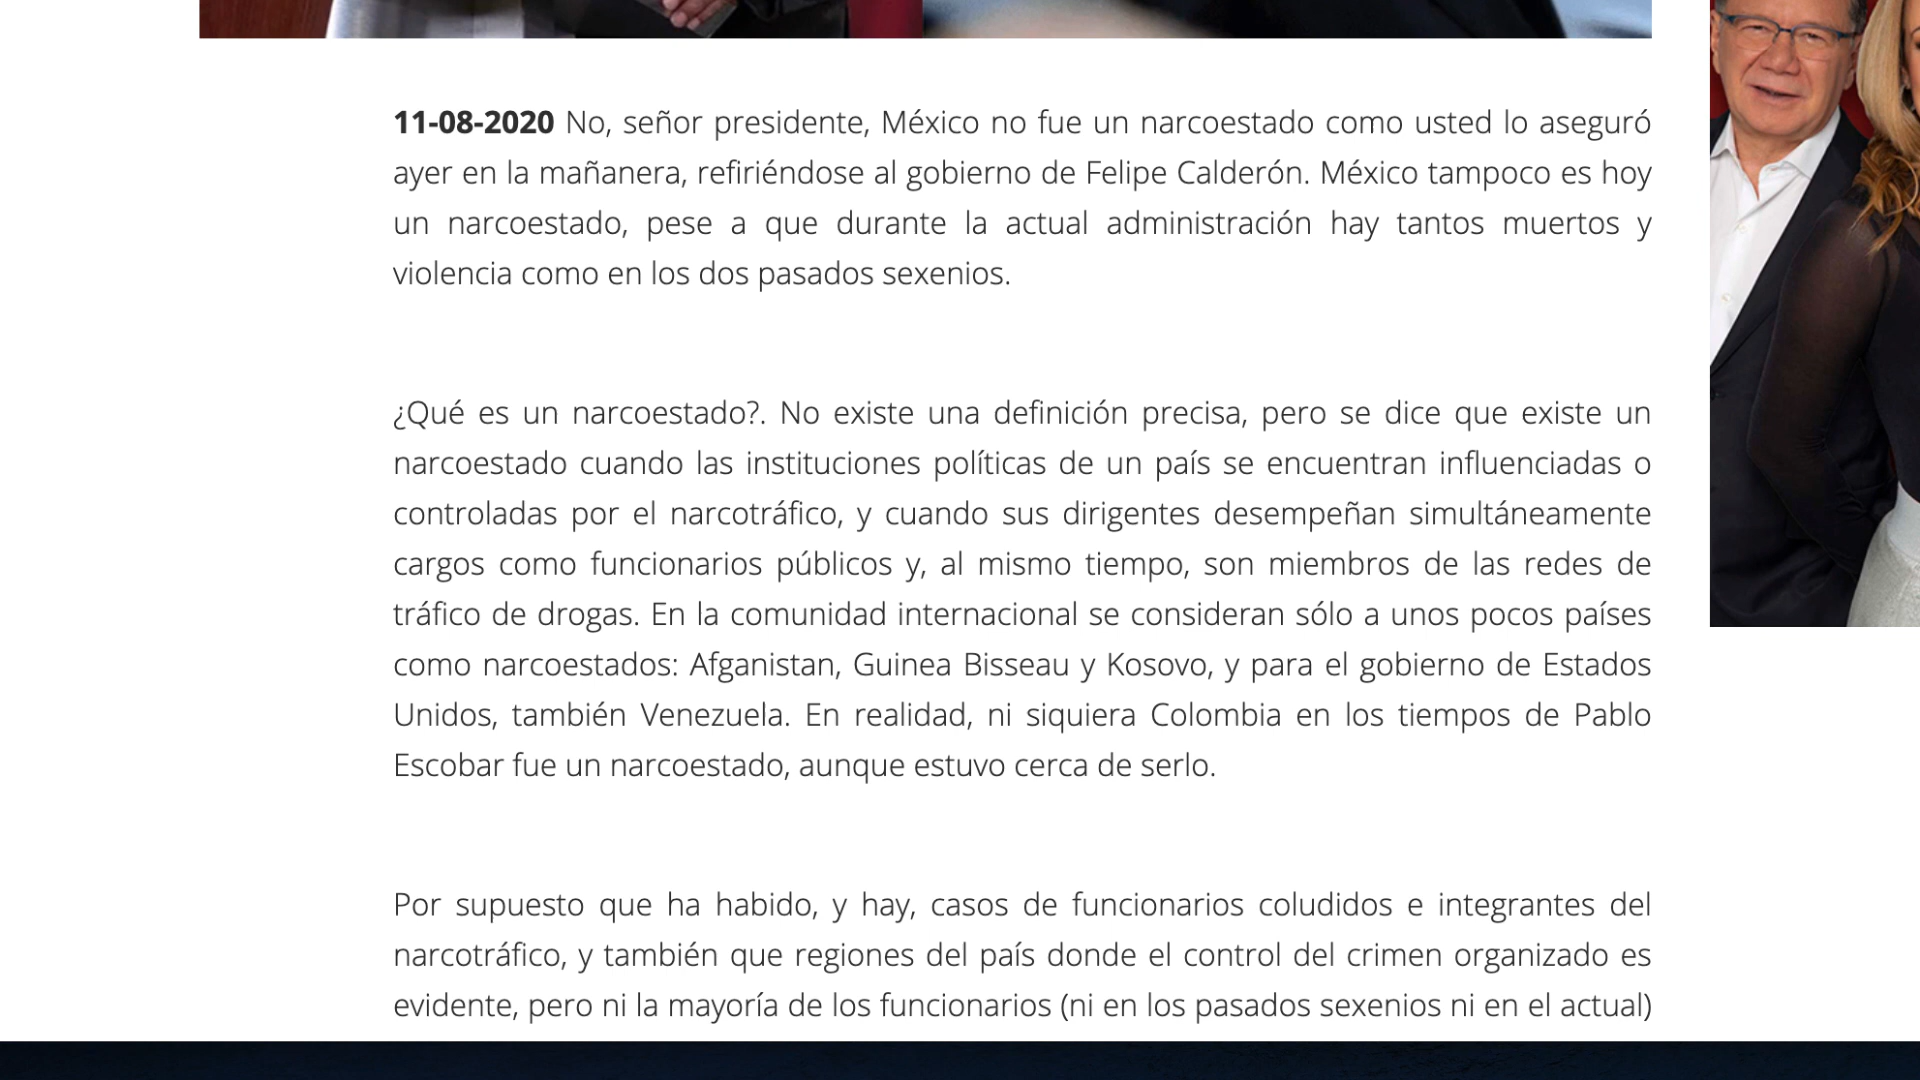 11-08-2020 No, señor presidente, México no fue un narcoestado como usted lo aseguró
ayer en la mañanera, refiriéndose al gobierno de Felipe Calderón. México tampoco es hoy
un narcoestado, pese a que durante la actual administración hay tantos muertos y
violencia como en los dos pasados sexenios.
¿Qué es un narcoestado?. No existe una definición precisa, pero se dice que existe un
narcoestado cuando las instituciones políticas de un país se encuentran influenciadas o
controladas por el narcotráfico, y cuando sus dirigentes desempeñan simultáneamente
cargos como funcionarios públicos y, al mismo tiempo, son miembros de las redes de
tráfico de drogas. En la comunidad internacional se consideran sólo a unos pocos países
como narcoestados: Afganistan, Guinea Bisseau y Kosovo, y para el gobierno de Estados
Unidos, también Venezuela. En realidad, ni siquiera Colombia en los tiempos de Pablo
Escobar fue un narcoestado, aunque estuvo cerca de serlo.
Por supuesto que ha habido, y hay, casos de funcionarios coludidos e integrantes del
narcotráfico, y también que regiones del país donde el control del crimen organizado es
evidente, pero ni la mayoría de los funcionarios (ni en los pasados sexenios ni en el actual)